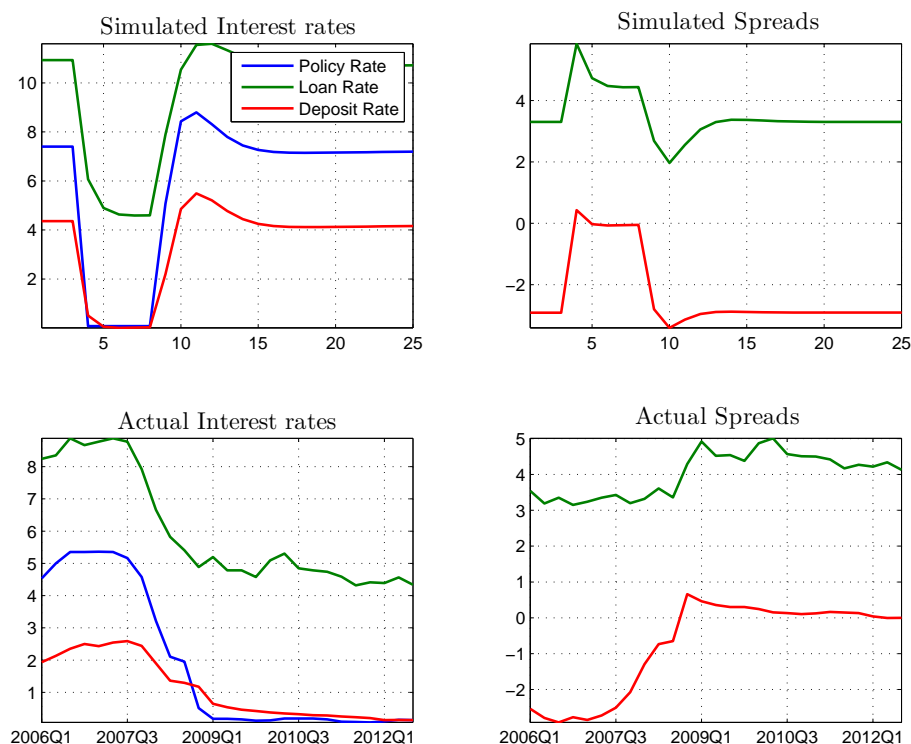 Simulated Interest rates
10
8
6
4
2
5
10
15
20
25
Policy Rate
Loan Rate
Deposit Rate
Simulated Spreads
4
2
0
−2
5
10
15
20
25
Actual Interest rates
8
7
6
5
4
3
2
1
2006Q1
2007Q3
2009Q1
2010Q3
2012Q1
Actual Spreads
5
4
3
2
1
0
−1
−2
2006Q1
2007Q3
2009Q1
2010Q3
2012Q1